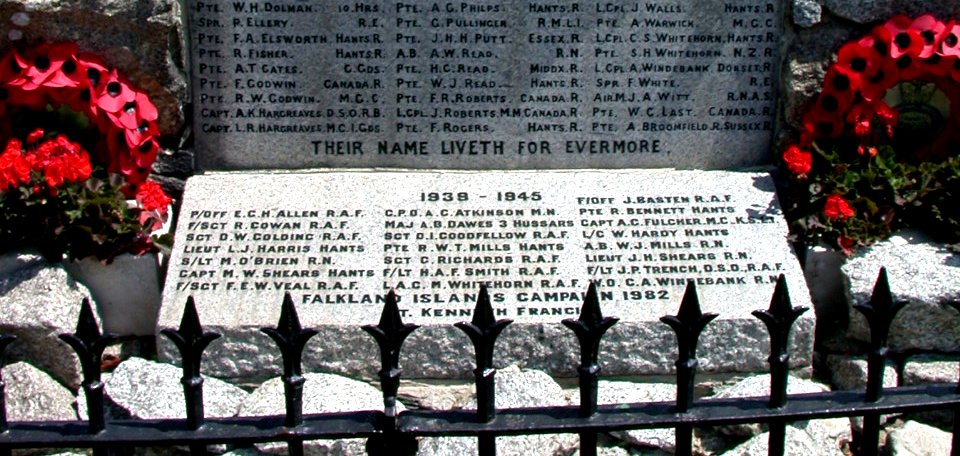 PTE. W.H. DOLMAN. 10.HRS. PTE. A.G. PHILPS. HANTS.R. L.CPL. J. WALLS. HANTS.R.
SPR. P. ELLERY. R.E. PTE. G. PULLINGER. R.M.L.I. PTE. A. WARWICK. M.G.C.
PTE. F.A. ELSWORTH. HANTS.R. PTE. J.H.H. PUTT. ESSEX.R. L.CPL. C.S. WHITEHORN. HANTS.R.
PTE. R. FISHER. HANTS.R. A.B. A.W. READ. R.N. PTE. S.H. WHITEHORN. N.Z.R.
PTE. A.T. GATES. C.GDS. PTE. H.C. READ. MIDDX.R. L.CPL. A. WINDEBANK. DORSET.R.
PTE. F. GODWIN. CANADA.R. PTE. W.J. READ. HANTS.R. SPR. F. WHITE. R.E.
PTE. R.W. GODWIN. M.G.C. PTE. F.R. ROBERTS. CANADA.R. AIR.M. J.A. WITT. R.N.A.S.
CAPT. A.K. HARGREAVES. D.S.O. R.B. L.CPL. J. ROBERTS. M.M. CANADA.R. PTE. W.G. LAST. CANADA.R.
CAPT. L.R. HARGREAVES. M.C. I.GDS. PTE. F. ROGERS. HANTS.R. PTE. A. BROOMFIELD. R.SUSSEX.R.
THEIR NAME LIVETH FOR EVERMORE.
1939 - 1945
P/OFF E.G.H. ALLEN R.A.F. C.P.O. A.G. ATKINSON M.N. F/OFF J. BASTEN R.A.F
F/SGT R. COWAN R.A.F. MAJ A.B. DAWES 3 HUSSARS PTE R. BENNETT HANTS
SGT D.W. GOLDING R.A.F. SGT D.I. GOODFELLOW R.A.F. CAPT A.G. FULCHER. M.C.
LIEUT E.A.J. HARRIS HANTS PTE R.W.T. MILLS HANTS L/C W. HARDY HANTS
S/LT M. O'BRIEN R.N. SGT C. RICHARDS R.A.F. A.B. W.J. MILLS R.N.
CAPT M.W. SHEARS HANTS F/LT H.A.F. SMITH R.A.F. LIEUT J.H. SHEARS R.N.
F/SGT F.E.W. VEAL R.A.F. L.A.C. M. WHITEHORN R.A.F. F/LT J.P. TRENCH, D.S.O. R.A.F.
W.O. C.A. WINDEBANK R.N.
FALKLAND ISLANDS CAMPAIGN 1982
KENNETH FRANCIS